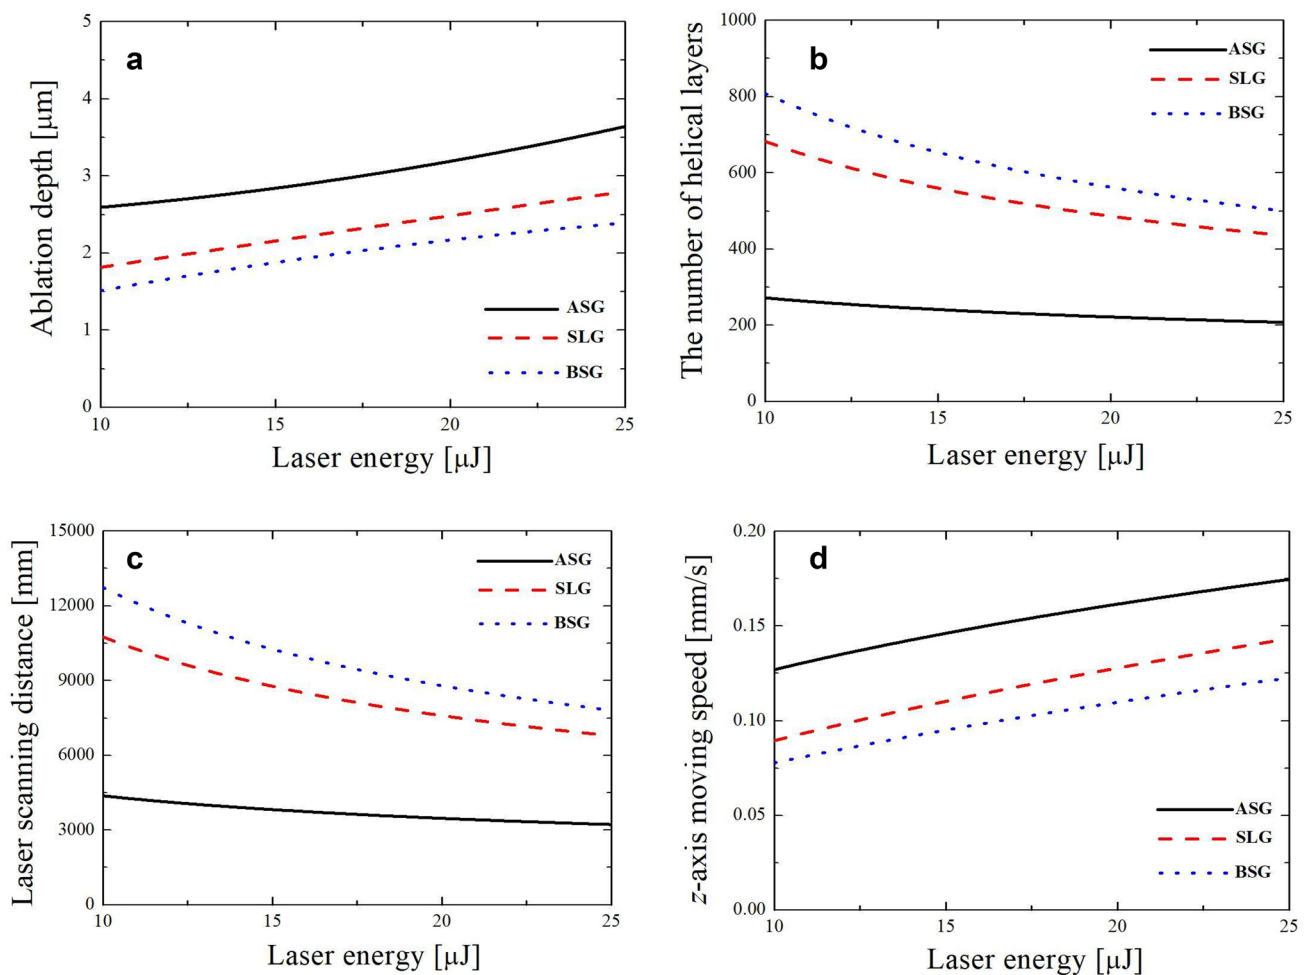 a
Ablation depth [μm]
5
4
3
2
1
0
10
15
20
25
Laser energy [μJ]
ASG
SLG
BSG
b
The number of helical layers
1000
800
600
400
200
0
10
15
20
25
Laser energy [μJ]
ASG
SLG
BSG
c
Laser scanning distance [mm]
15000
12000
9000
6000
3000
0
10
15
20
25
Laser energy [μJ]
ASG
SLG
BSG
d
z-axis moving speed [mm/s]
0.20
0.15
0.10
0.05
0.00
10
15
20
25
Laser energy [μJ]
ASG
SLG
BSG